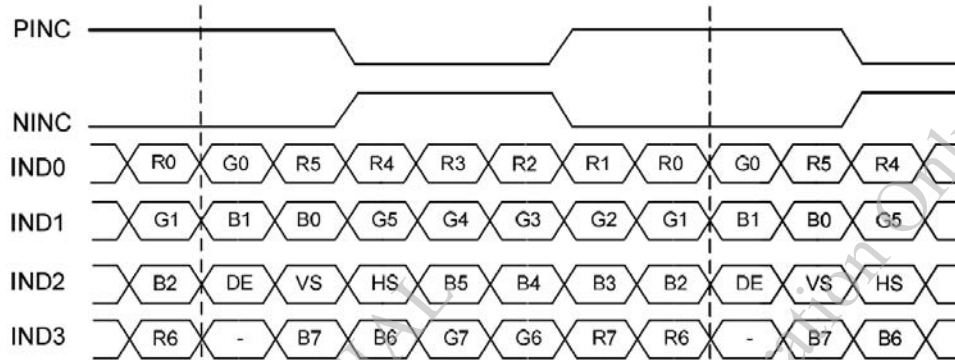 PINC
NINC
IND0 R0 G0 R5 R4 R3 R2 R1 R0 G0 R5 R4
IND1 G1 B1 B0 G5 G4 G3 G2 G1 B1 B0 G5
IND2 B2 DE VS HS B5 B4 B3 B2 DE VS HS
IND3 R6 - B7 B6 G7 G6 R7 R6 - B7 B6